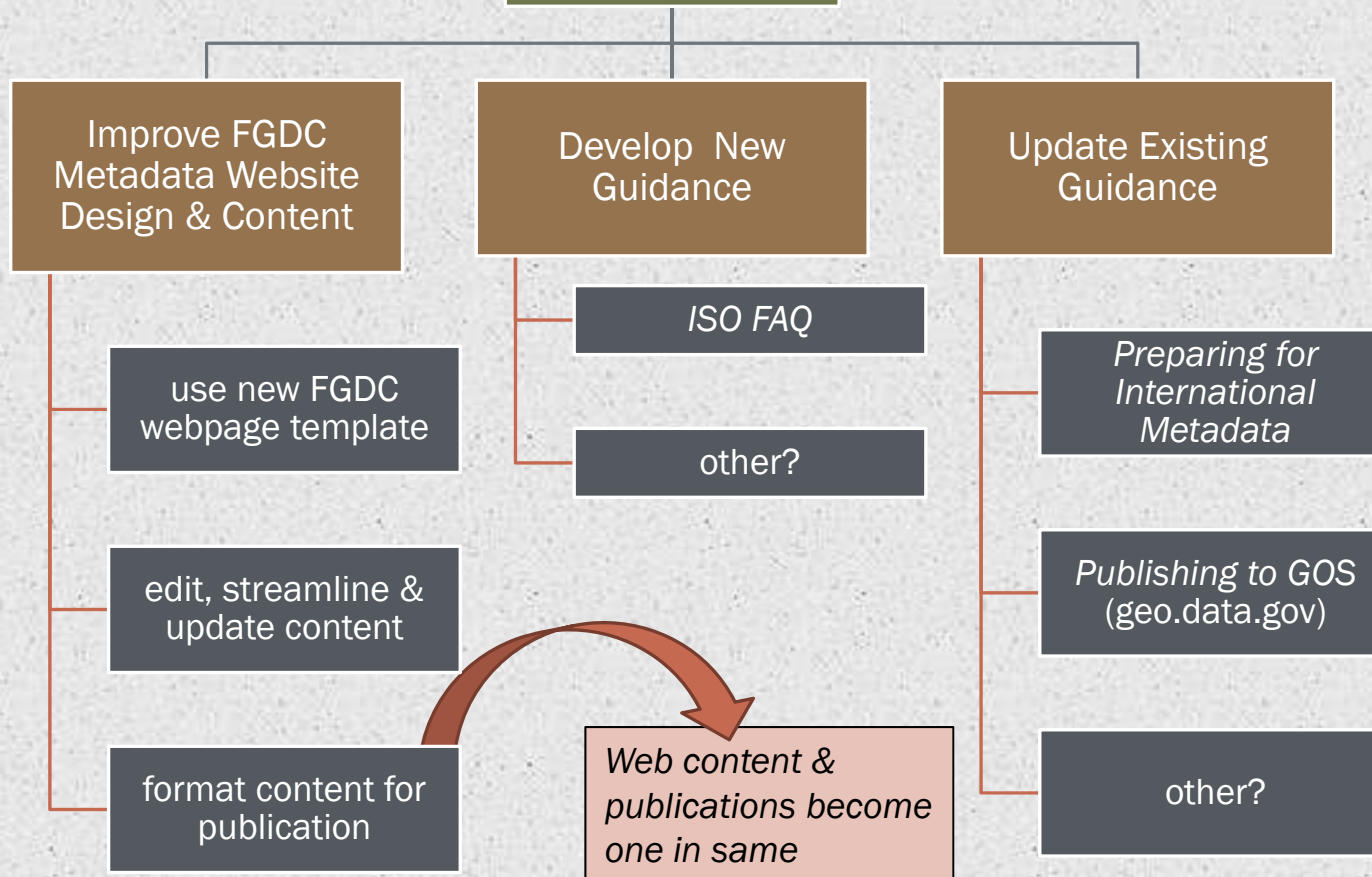 Improve FGDC
Metadata Website
Design & Content
use new FGDC
webpage template
edit, streamline &
update content
format content for
publication
Web content &
publications become
one in same
Develop New
Guidance
ISO FAQ
other?
Update Existing
Guidance
Preparing for
International
Metadata
Publishing to GOS
(geo.data.gov)
other?